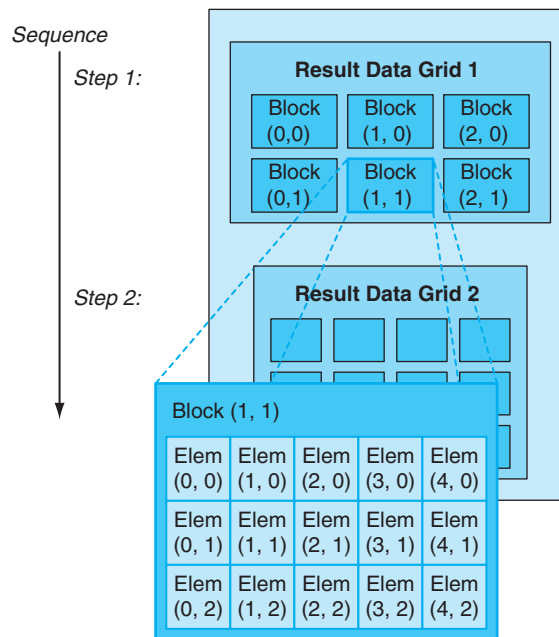 Sequence
Step 1:
Result Data Grid 1
Block
(0,0)
Block
(1, 0)
Block
(2, 0)
Block
(0,1)
Block
(1, 1)
Block
(2, 1)
Step 2:
Result Data Grid 2
Block (1, 1)
Elem
(0, 0)
Elem
(1, 0)
Elem
(2, 0)
Elem
(3, 0)
Elem
(4, 0)
Elem
(0, 1)
Elem
(1, 1)
Elem
(2, 1)
Elem
(3, 1)
Elem
(4, 1)
Elem
(0, 2)
Elem
(1, 2)
Elem
(2, 2)
Elem
(3, 2)
Elem
(4, 2)